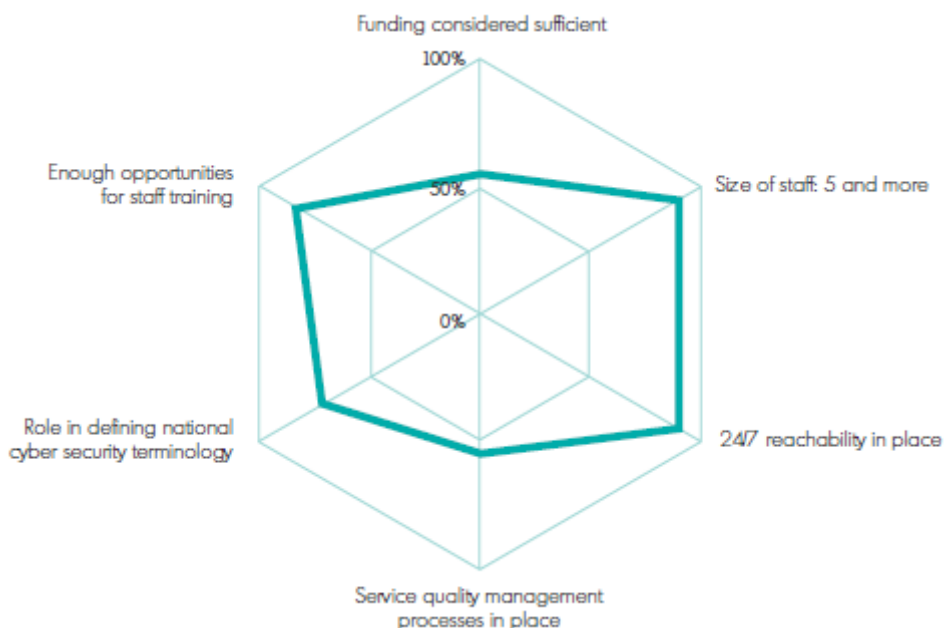 Funding considered sufficient
100%
Enough opportunities
for staff training
50%
Size of staff: 5 and more
0%
Role in defining national
cyber security terminology
24/7 reachability in place
Service quality management
processes in place